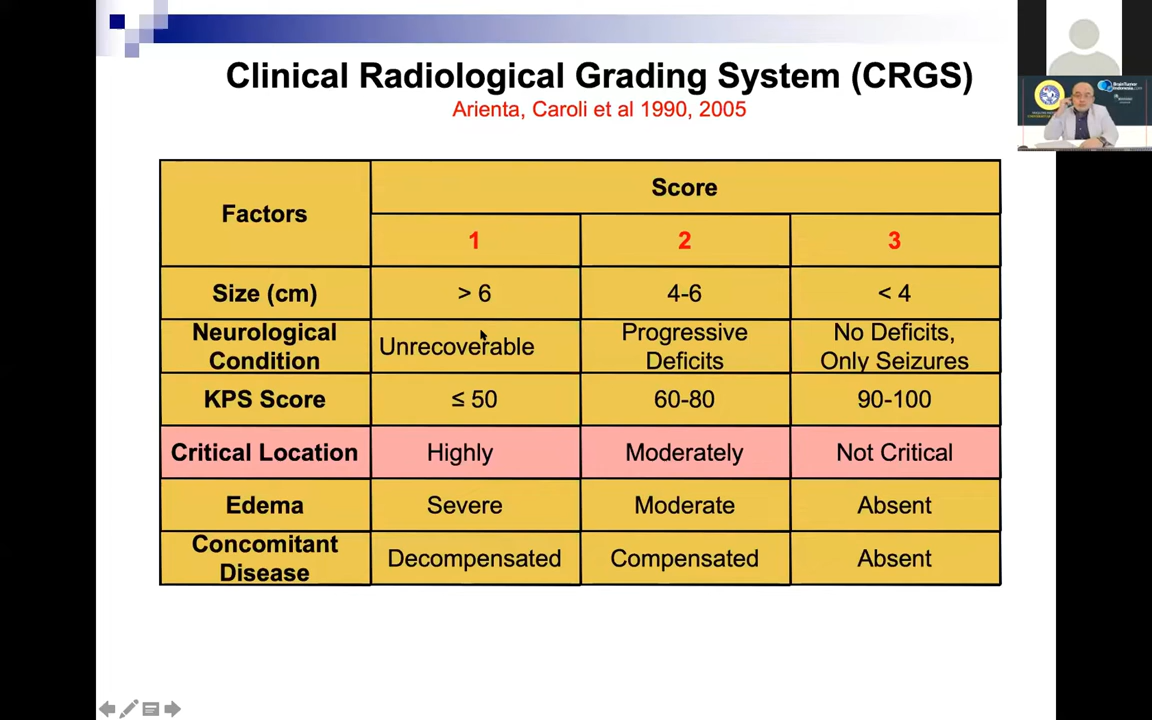 Clinical Radiological Grading System (CRGS)
Arienta, Caroli et al 1990, 2005
Factors
Score
1 2 3
Size (cm) > 6 4-6 < 4
Neurological Condition Unrecoverable Progressive Deficits No Deficits, Only Seizures
KPS Score ≤ 50 60-80 90-100
Critical Location Highly Moderately Not Critical
Edema Severe Moderate Absent
Concomitant Disease Decompensated Compensated Absent